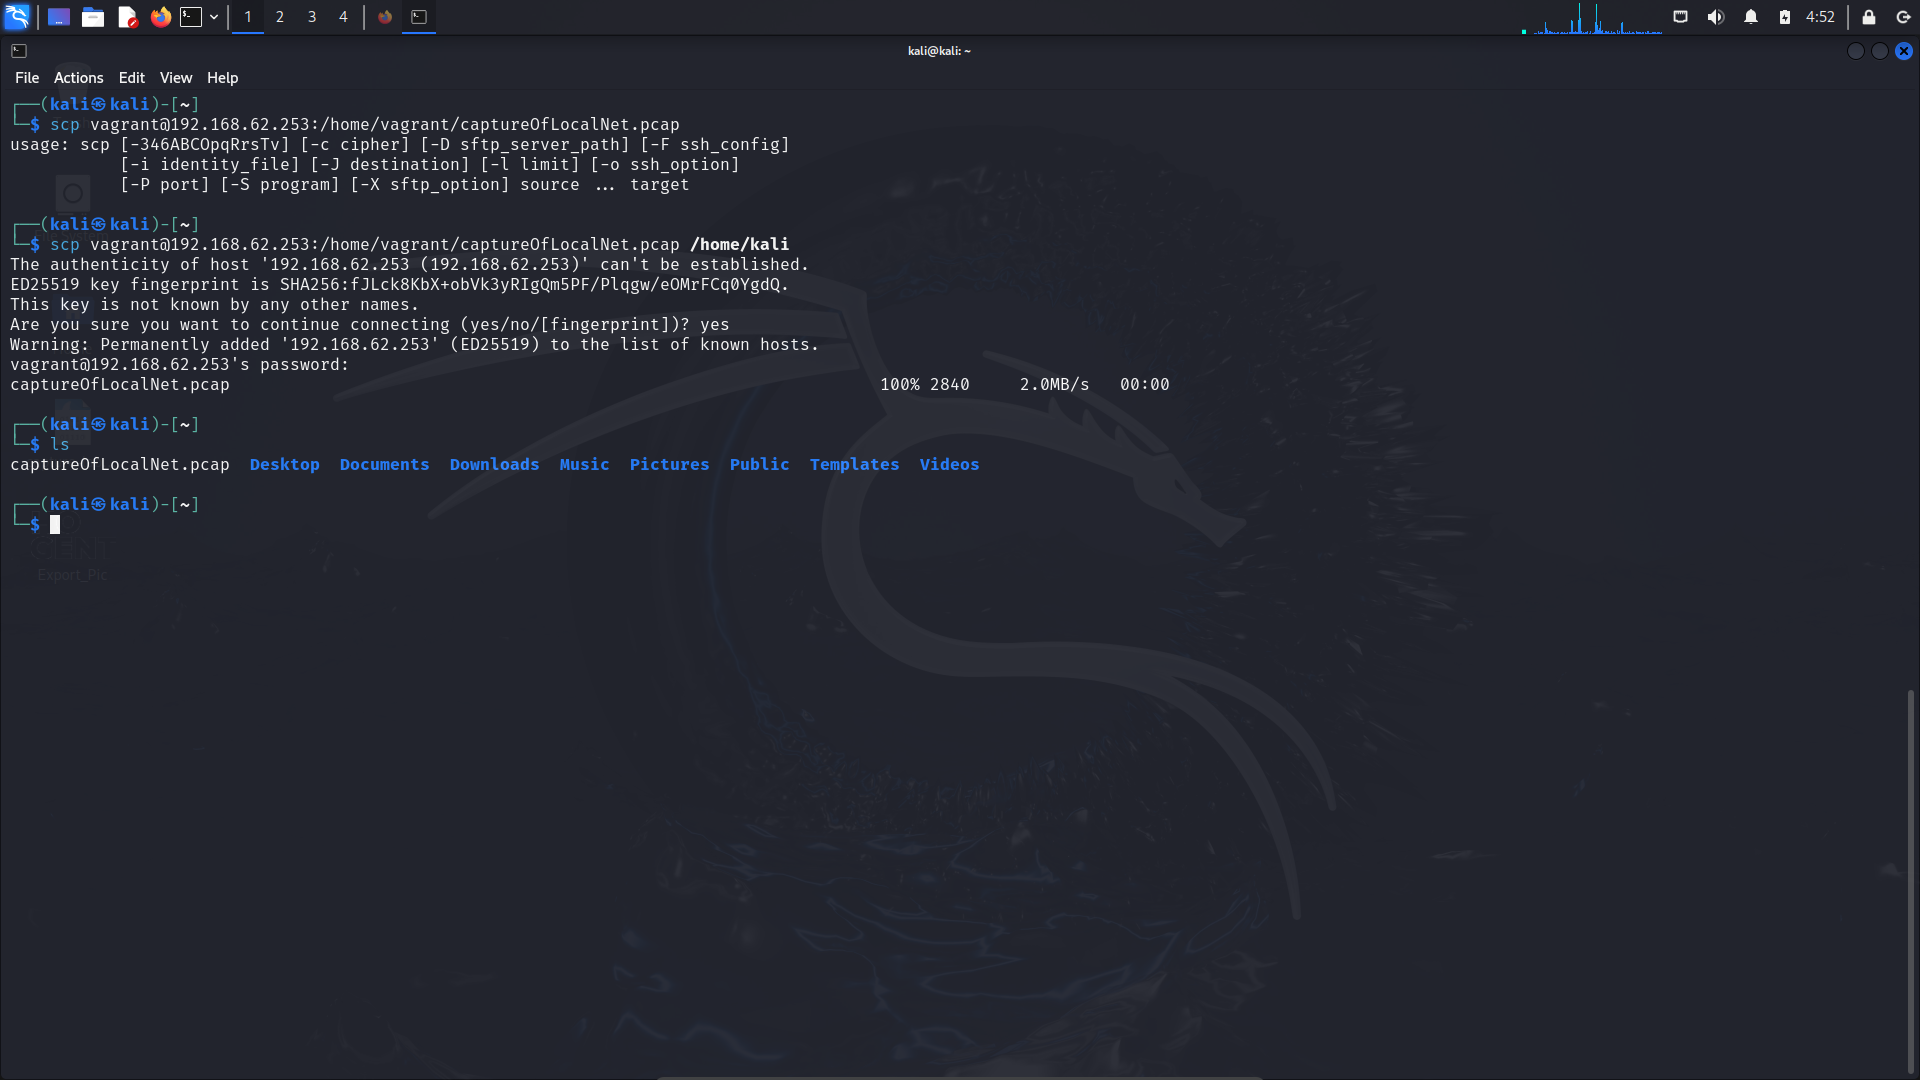 1 2 3 4 4:52
kali@kali: ~
File Actions Edit View Help
┌──(kali㉿kali)-[~]
└─$ scp vagrant@192.168.62.253:/home/vagrant/captureOfLocalNet.pcap
usage: scp [-346ABCOpqRrsTv] [-c cipher] [-D sftp_server_path] [-F ssh_config]
           [-i identity_file] [-J destination] [-l limit] [-o ssh_option]
           [-P port] [-S program] [-X sftp_option] source ... target
┌──(kali㉿kali)-[~]
└─$ scp vagrant@192.168.62.253:/home/vagrant/captureOfLocalNet.pcap /home/kali
The authenticity of host '192.168.62.253 (192.168.62.253)' can't be established.
ED25519 key fingerprint is SHA256:fJLck8KbX+obVk3yRIgQm5PF/Plqgw/eOMrFCq0YgdQ.
This key is not known by any other names.
Are you sure you want to continue connecting (yes/no/[fingerprint])? yes
Warning: Permanently added '192.168.62.253' (ED25519) to the list of known hosts.
vagrant@192.168.62.253's password:
captureOfLocalNet.pcap 100% 2840 2.0MB/s 00:00
┌──(kali㉿kali)-[~]
└─$ ls
captureOfLocalNet.pcap Desktop Documents Downloads Music Pictures Public Templates Videos
┌──(kali㉿kali)-[~]
└─$
Export_Pic